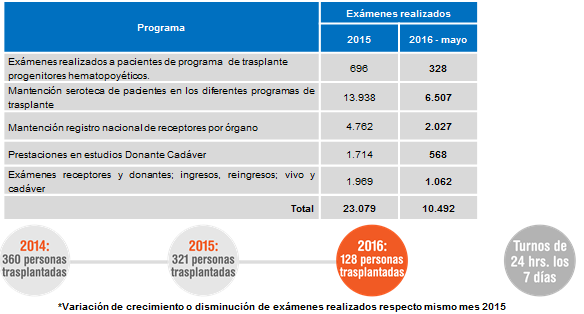 Programa
Exámenes realizados
2015
2016 - mayo
Exámenes realizados a pacientes de programa de trasplante
progenitores hematopoyéticos.
696
328
Mantención seroteca de pacientes en los diferentes programas de
trasplante
13.938
6.507
Mantención registro nacional de receptores por órgano
4.762
2.027
Prestaciones en estudios Donante Cadáver
1.714
568
Exámenes receptores y donantes; ingresos, reingresos; vivo y
cadáver
1.969
1.062
Total
23.079
10.492
2014:
360 personas
trasplantadas
2015:
321 personas
trasplantadas
2016:
128 personas
trasplantadas
Turnos de
24 hrs. los
7 días
*Variación de crecimiento o disminución de exámenes realizados respecto mismo mes 2015